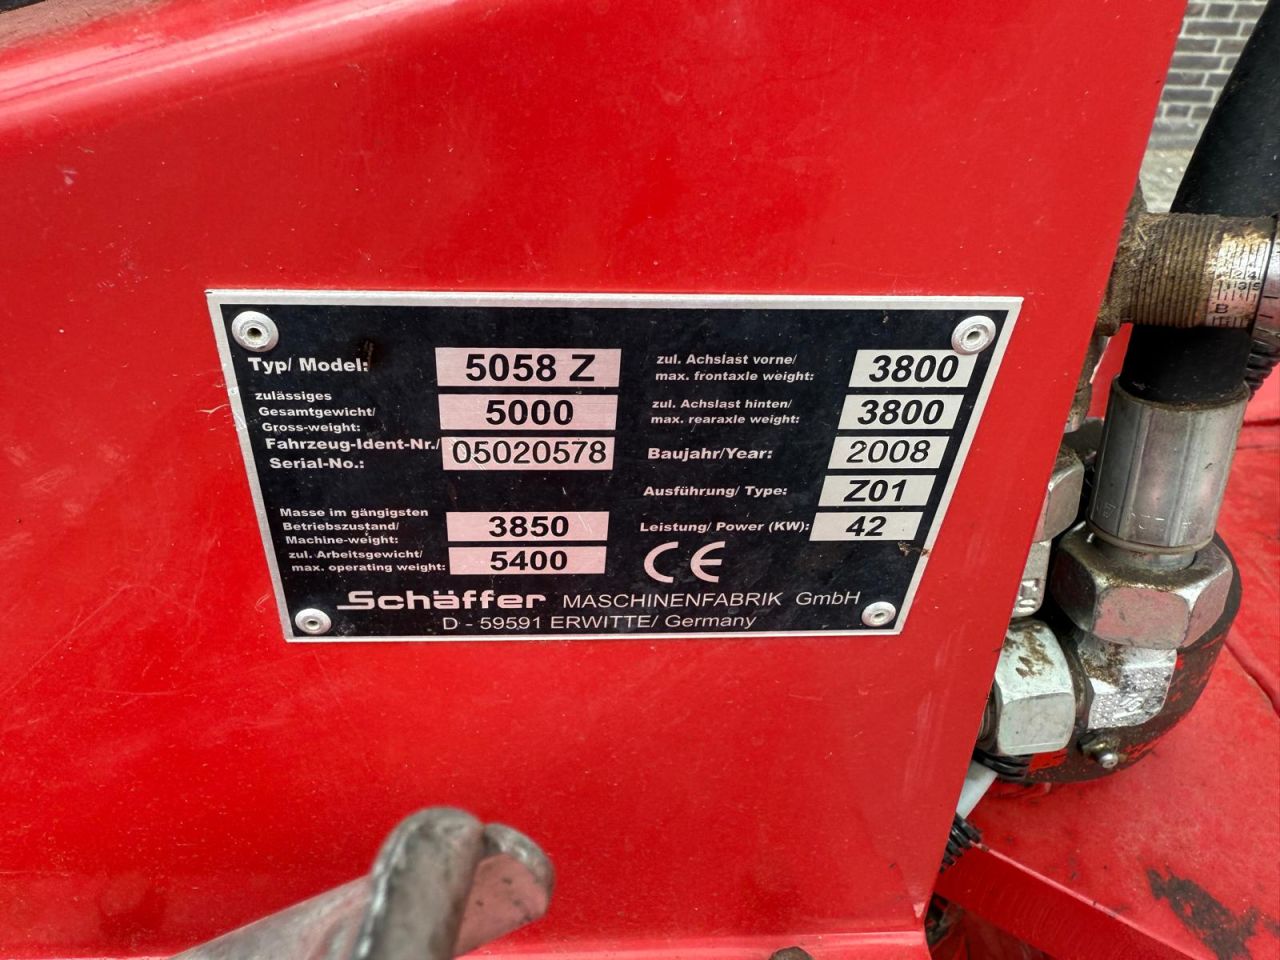 Typ/ Model: 5058 Z
zulässiges
Gesamtgewicht/
Gross-weight: 5000
Fahrzeug-Ident-Nr./
Serial-No.: 05020578
Masse im gängigsten
Betriebszustand/
Machine-weight: 3850
zul. Arbeitsgewicht/
max. operating weight: 5400
zul. Achslast vorne/
max. frontaxle weight: 3800
zul. Achslast hinten/
max. rearaxle weight: 3800
Baujahr/Year: 2008
Ausführung/ Type: Z01
Leistung/ Power (KW): 42
CE
Schäffer MASCHINENFABRIK GmbH
D - 59591 ERWITTE/ Germany